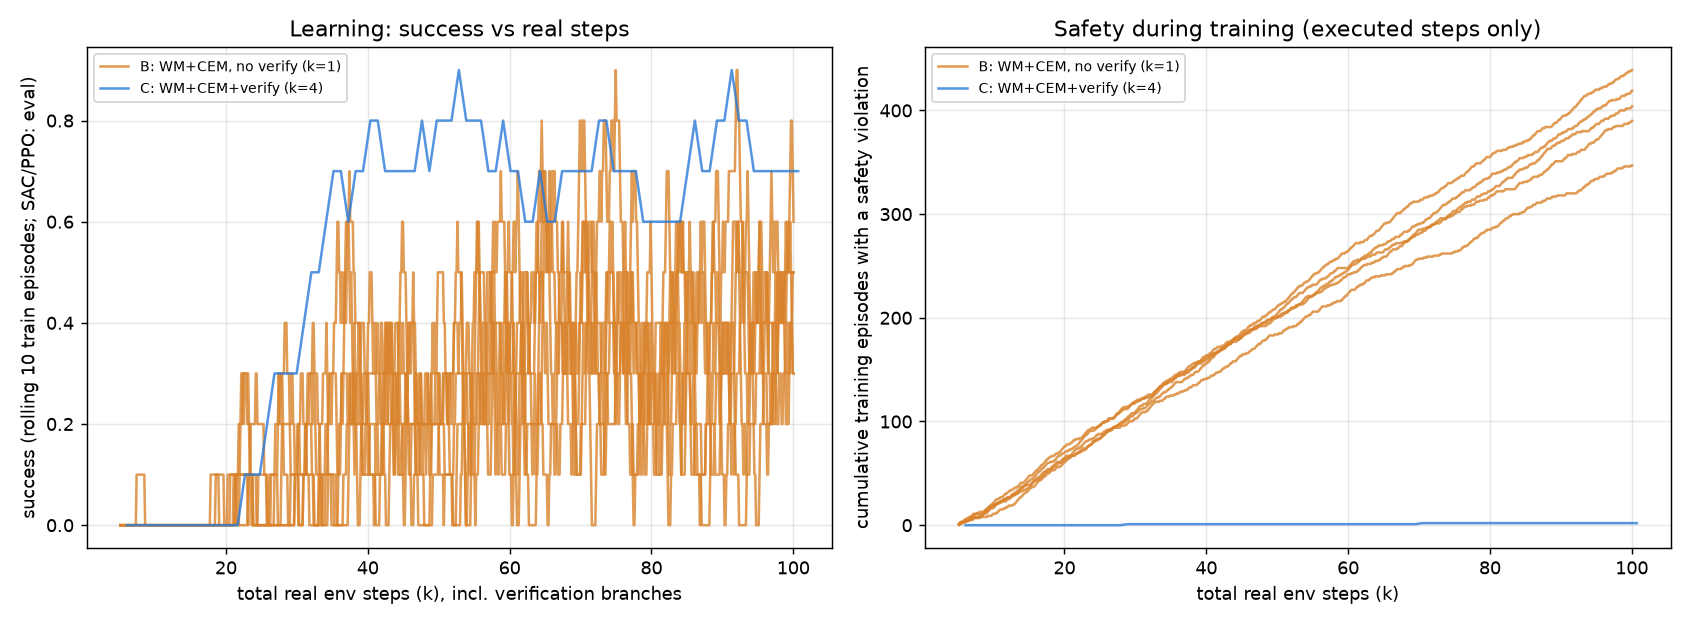 Learning: success vs real steps
success (rolling 10 train episodes; SAC/PPO: eval)
B: WM+CEM, no verify (k=1)
C: WM+CEM+verify (k=4)
0.8
0.6
0.4
0.2
0.0
20 40 60 80 100
total real env steps (k), incl. verification branches
Safety during training (executed steps only)
cumulative training episodes with a safety violation
B: WM+CEM, no verify (k=1)
C: WM+CEM+verify (k=4)
400
300
200
100
0
20 40 60 80 100
total real env steps (k)